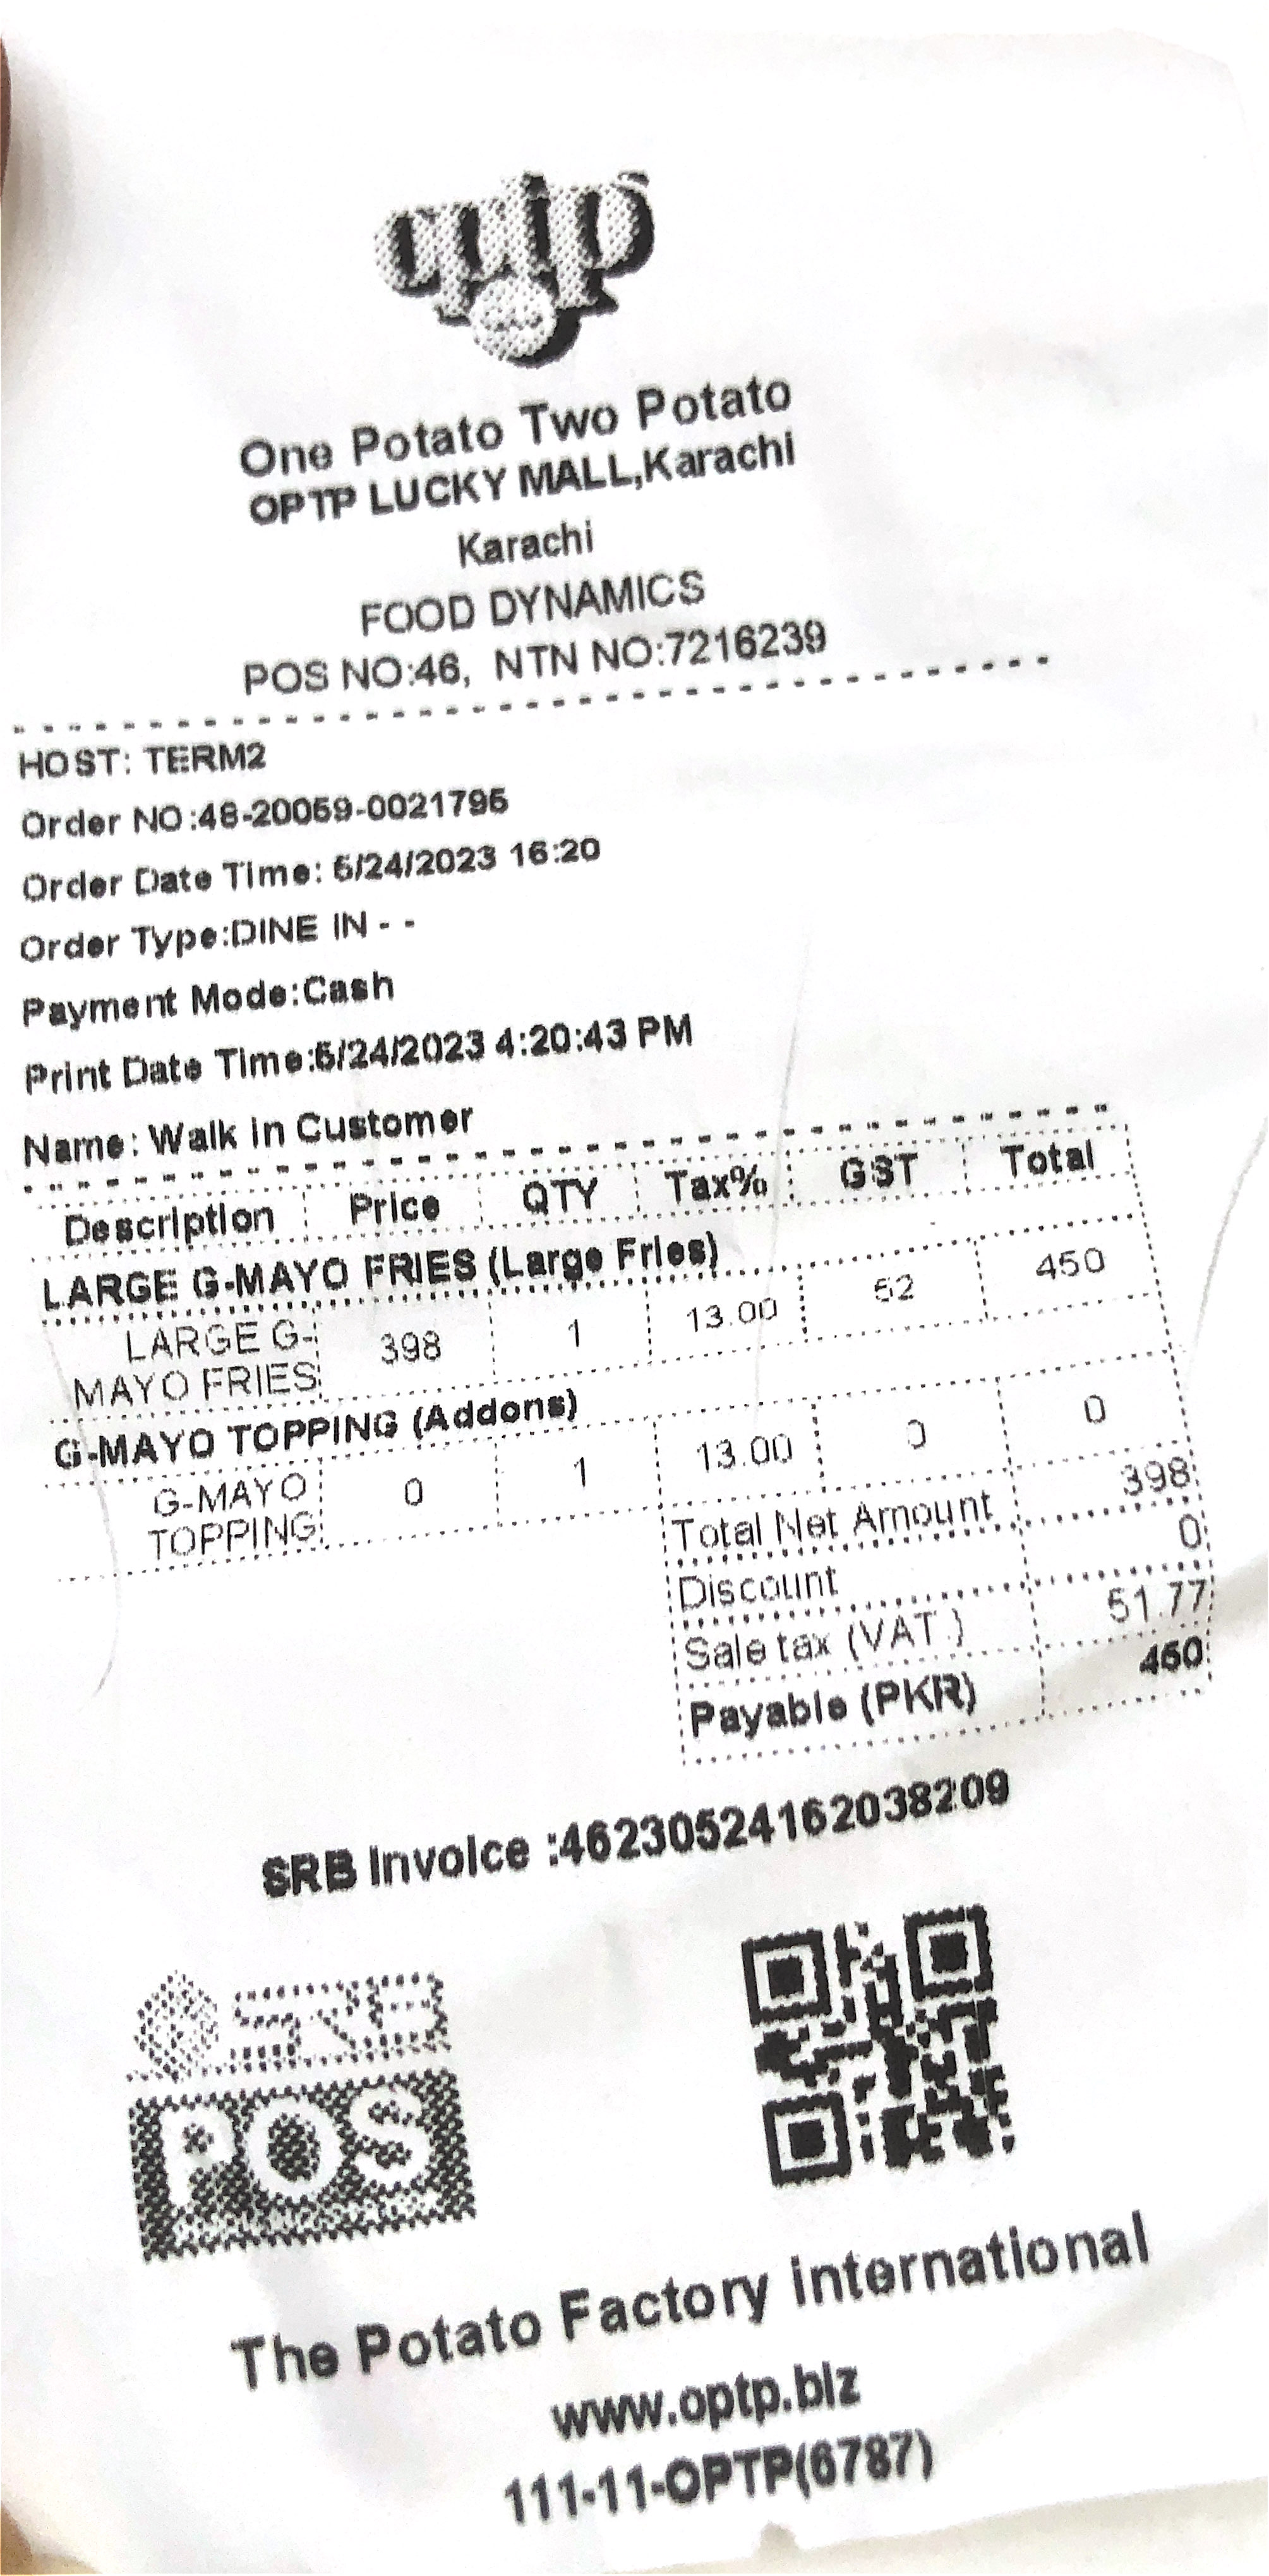 optp
One Potato Two Potato
OPTP LUCKY MALL,Karachi
Karachi
FOOD DYNAMICS
POS NO:46, NTN NO:7216239
HOST: TERM2
Order NO:46-20059-0021795
Order Date Time: 5/24/2023 16:20
Order Type:DINE IN - -
Payment Mode:Cash
Print Date Time:5/24/2023 4:20:43 PM
Name: Walk in Customer
Description Price QTY Tax% GST Total
LARGE G-MAYO FRIES (Large Fries)
LARGE G- 398 1 13.00 52 450
MAYO FRIES
G-MAYO TOPPING (Addons)
G-MAYO 0 1 13.00 0 0
TOPPING
Total Net Amount 398
Discount 0
Sale tax (VAT.) 51.77
Payable (PKR) 450
SRB Invoice :46230524162038209
SRB
POS
The Potato Factory international
www.optp.biz
111-11-OPTP(6787)